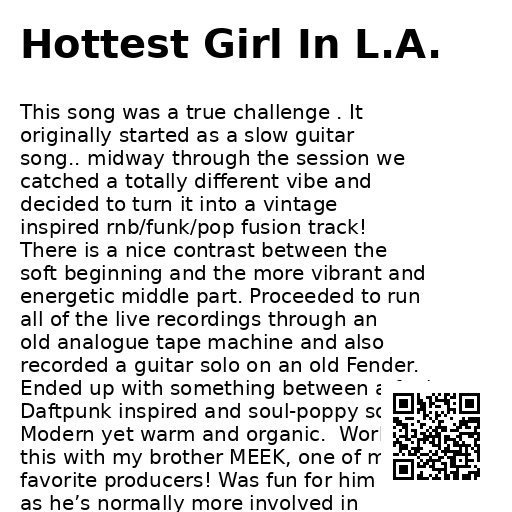 Hottest Girl In L.A.
This song was a true challenge . It
originally started as a slow guitar
song.. midway through the session we
catched a totally different vibe and
decided to turn it into a vintage
inspired rnb/funk/pop fusion track!
There is a nice contrast between the
soft beginning and the more vibrant and
energetic middle part. Proceeded to run
all of the live recordings through an
old analogue tape machine and also
recorded a guitar solo on an old Fender.
Ended up with something between a
Daftpunk inspired and soul-poppy
Modern yet warm and organic.
this with my brother MEEK, one of
favorite producers! Was fun for him
as he’s normally more involved in